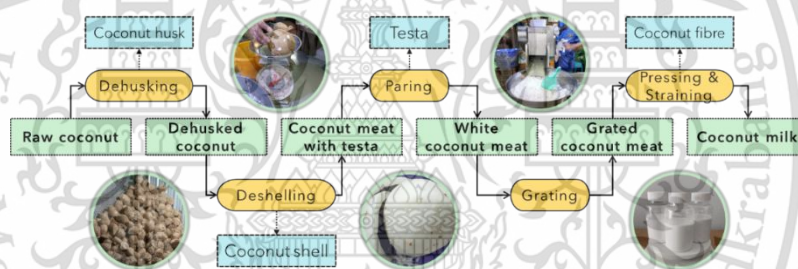 Coconut husk
Testa
Coconut fibre
Dehusking
Paring
Pressing &
Straining
Raw coconut
Dehusked
coconut
Coconut meat
with testa
White
coconut meat
Grated
coconut meat
Coconut milk
Deshelling
Grating
Coconut shell
krabang